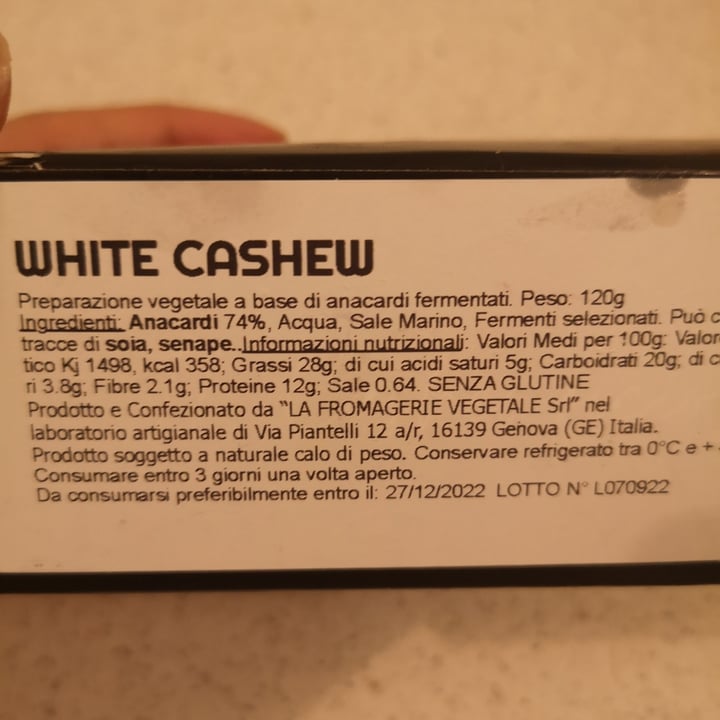 WHITE CASHEW
Preparazione vegetale a base di anacardi fermentati. Peso: 120g
Ingredienti: Anacardi 74%, Acqua, Sale Marino, Fermenti selezionati. Può
tracce di soia, senape..Informazioni nutrizionali: Valori Medi per 100g: Valor
tico Kj 1498, kcal 358; Grassi 28g; di cui acidi saturi 5g; Carboidrati 20g; di
ri 3.8g; Fibre 2.1g; Proteine 12g; Sale 0.64. SENZA GLUTINE
Prodotto e Confezionato da “LA FROMAGERIE VEGETALE Srl” nel
laboratorio artigianale di Via Piantelli 12 a/r, 16139 Genova (GE) Italia.
Prodotto soggetto a naturale calo di peso. Conservare refrigerato tra 0°C e +
Consumare entro 3 giorni una volta aperto.
Da consumarsi preferibilmente entro il: 27/12/2022 LOTTO N° L070922